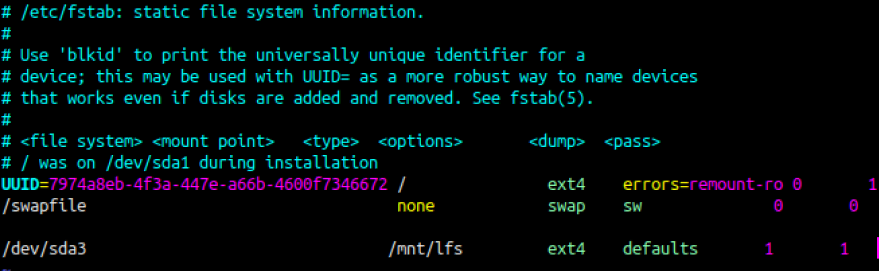 # /etc/fstab: static file system information.
#
# Use 'blkid' to print the universally unique identifier for a
# device; this may be used with UUID= as a more robust way to name devices
# that works even if disks are added and removed. See fstab(5).
#
# <file system> <mount point>   <type>  <options>       <dump>  <pass>
# / was on /dev/sda1 during installation
UUID=7974a8eb-4f3a-447e-a66b-4600f7346672 /               ext4    errors=remount-ro 0       1
/swapfile                                 none            swap    sw              0       0
/dev/sda3                                /mnt/lfs         ext4    defaults       1       1